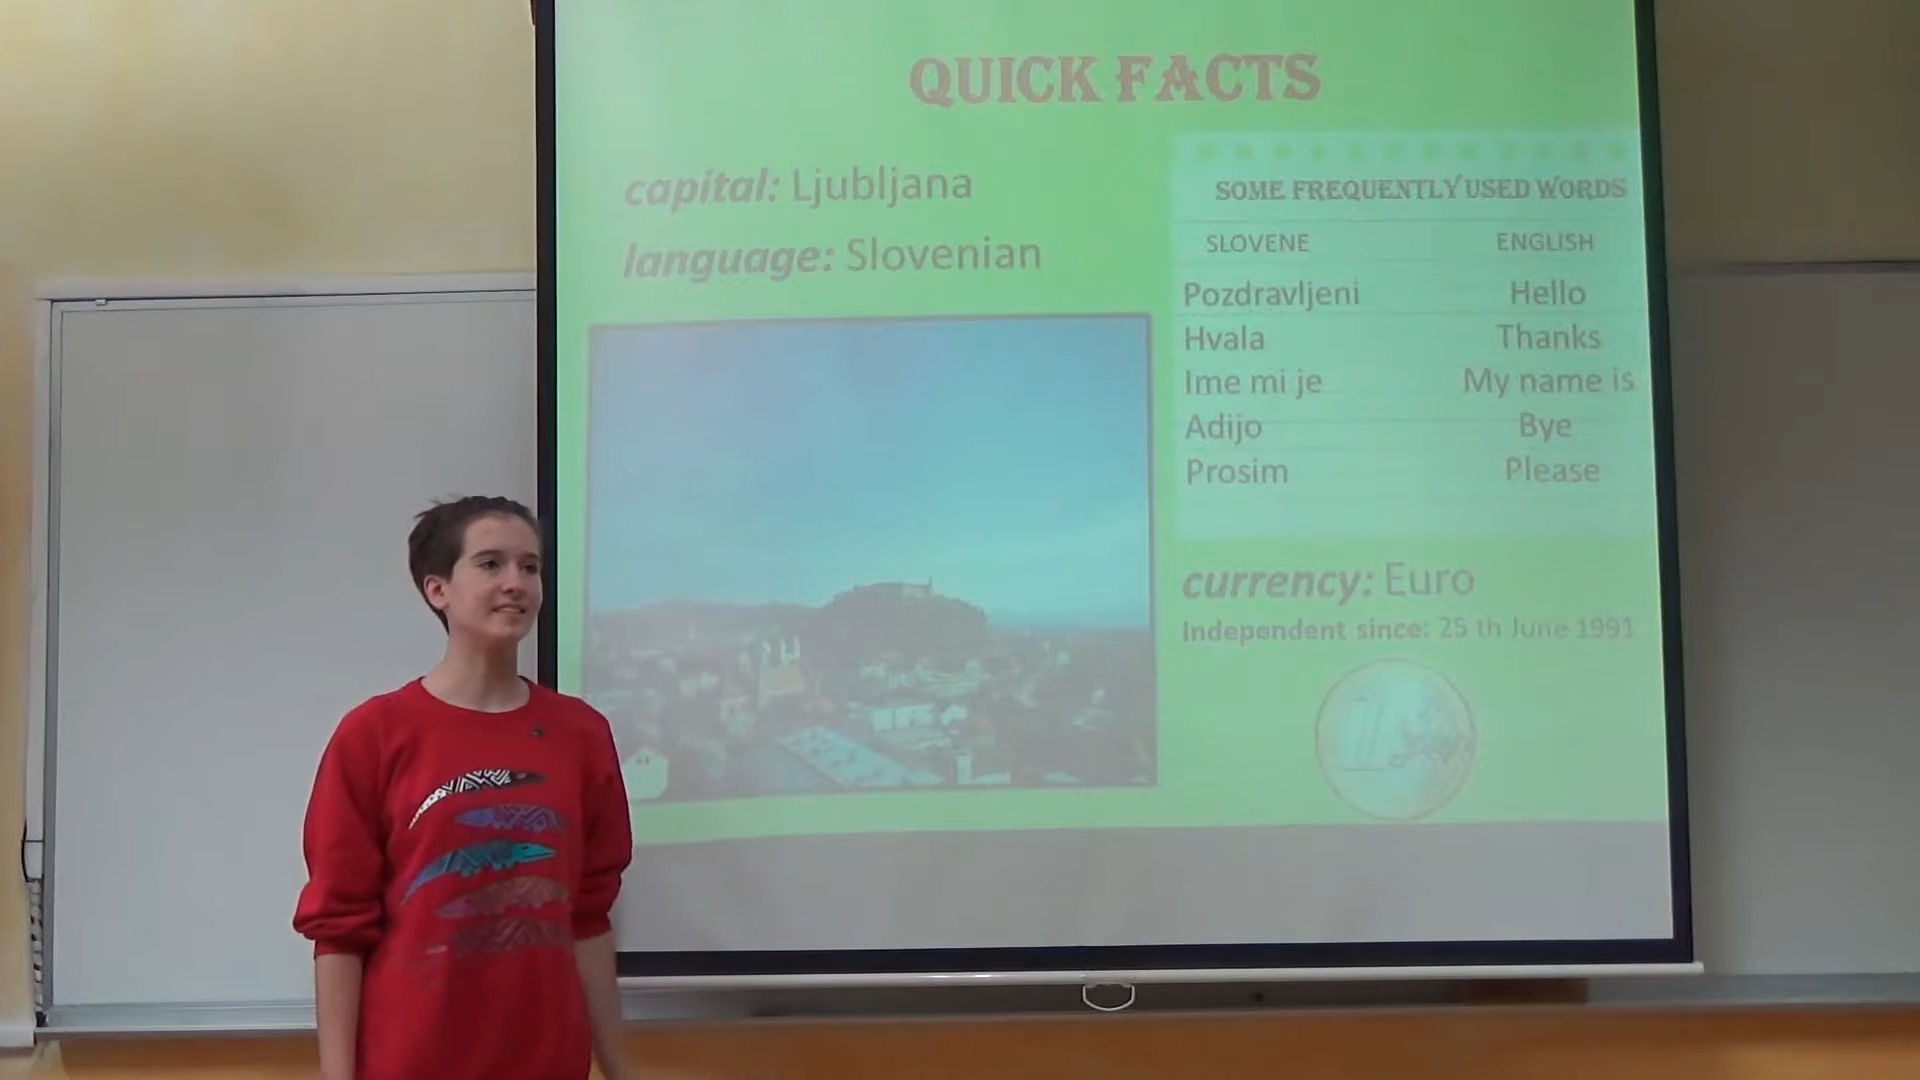 QUICK FACTS
capital: Ljubljana
language: Slovenian
SOME FREQUENTLY USED WORDS
SLOVENE ENGLISH
Pozdravljeni Hello
Hvala Thanks
Ime mi je My name is
Adijo Bye
Prosim Please
currency: Euro
Independent since: 25 th June 1991
1